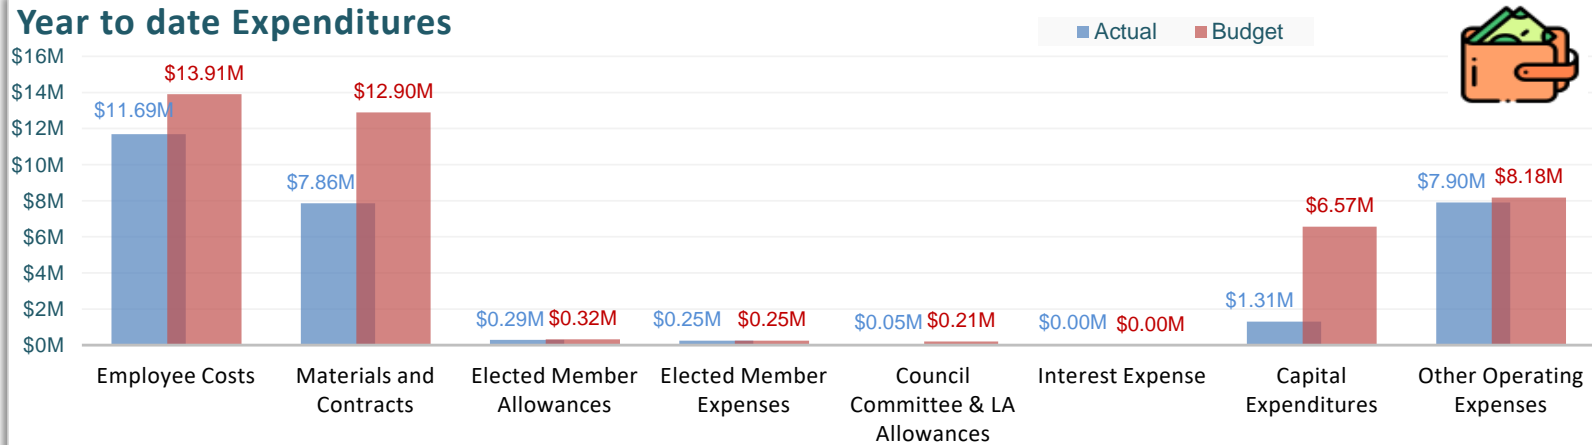 Year to date Expenditures
Actual Budget
$16M
$14M
$12M
$10M
$8M
$6M
$4M
$2M
$0M
$11.69M $13.91M
$7.86M $12.90M
$0.29M $0.32M
$0.25M $0.25M
$0.05M $0.21M
$0.00M $0.00M
$1.31M $6.57M
$7.90M $8.18M
Employee Costs
Materials and
Contracts
Elected Member
Allowances
Elected Member
Expenses
Council
Committee & LA
Allowances
Interest Expense
Capital
Expenditures
Other Operating
Expenses